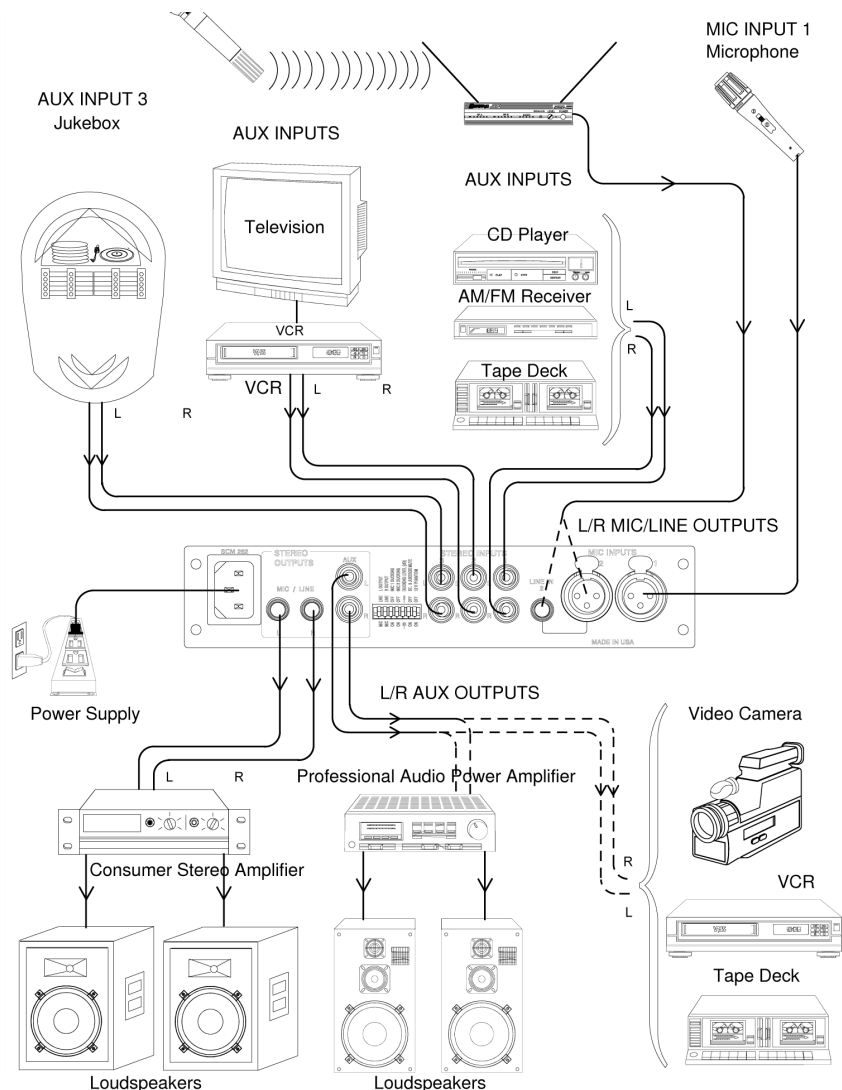 MIC INPUT 1
Microphone
AUX INPUT 3
Jukebox
AUX INPUTS
AUX INPUTS
Television
CD Player
AM/FM Receiver
L
R
VCR
VCR
L
R
Tape Deck
L
R
L/R MIC/LINE OUTPUTS
SCM 262
STEREO
OUTPUTS
AUX
STEREO INPUTS
MIC INPUTS
2
1
MIC / LINE
L
L
LINE IN
2
R
R
R
R
L
R
MADE IN USA
L/R AUX OUTPUTS
Power Supply
Video Camera
L
R
Professional Audio Power Amplifier
Consumer Stereo Amplifier
R
L
VCR
Tape Deck
Loudspeakers
Loudspeakers